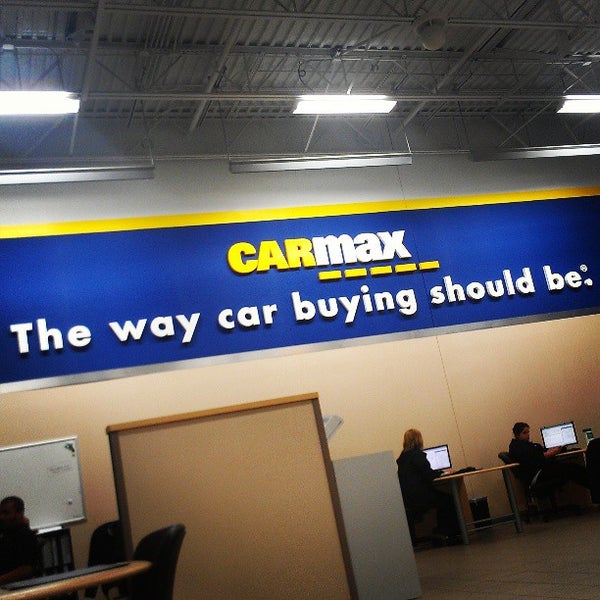 CARmax
The way car buying should be.®